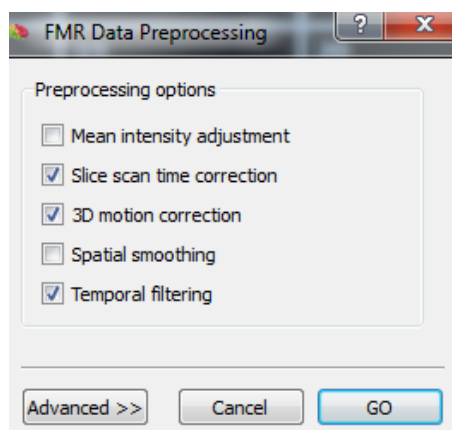 FMR Data Preprocessing
Preprocessing options
Mean intensity adjustment
Slice scan time correction
3D motion correction
Spatial smoothing
Temporal filtering
Advanced >> Cancel GO